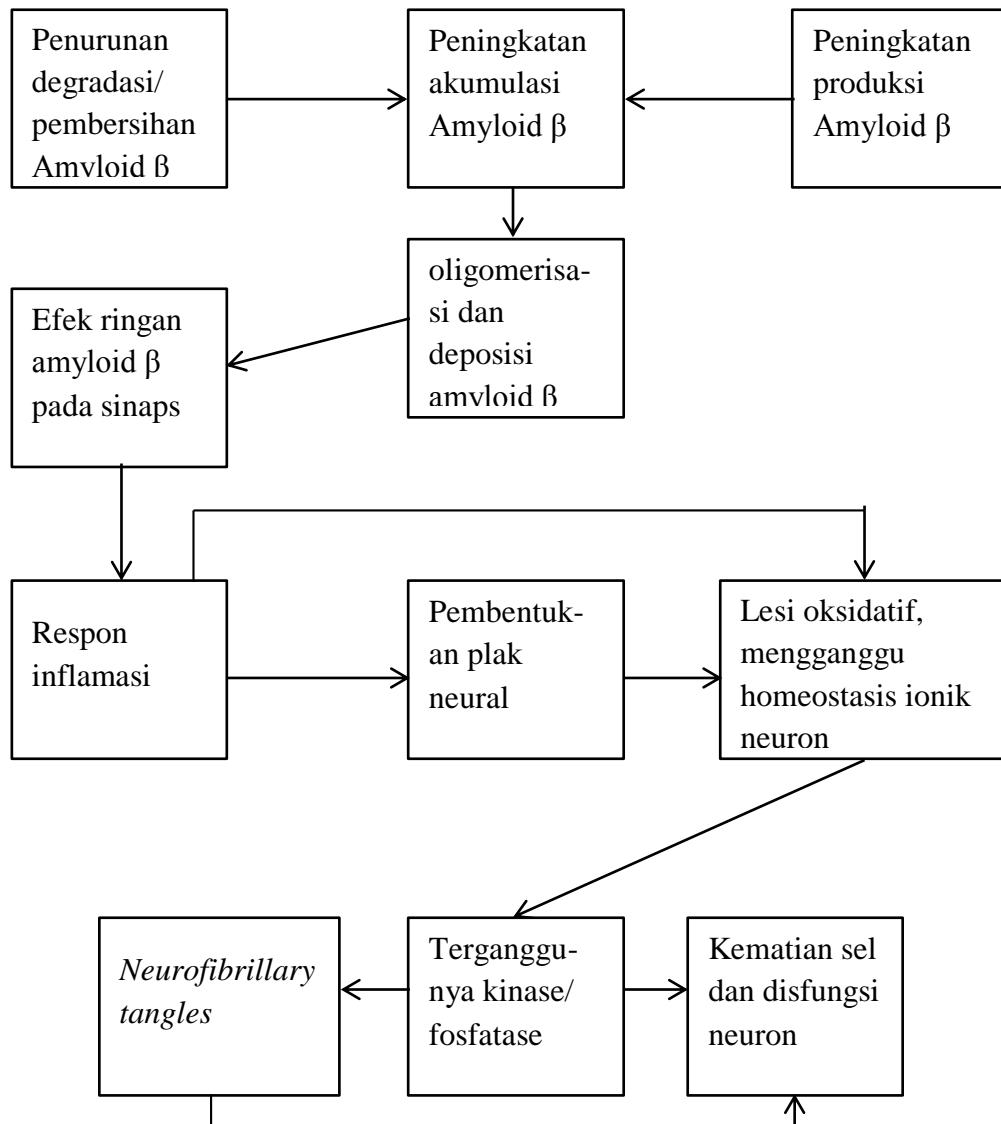 Penurunan
degradasi/
pembersihan
Amyloid β
Peningkatan
akumulasi
Amyloid β
Peningkatan
produksi
Amyloid β
oligomerisa-
si dan
deposisi
amyloid β
Efek ringan
amyloid β
pada sinaps
Respon
inflamasi
Pembentuk-
an plak
neural
Lesi oksidatif,
mengganggu
homeostasis ionik
neuron
Neurofibrillary
tangles
Terganggu-
nya kinase/
fosfatase
Kematian sel
dan disfungsi
neuron